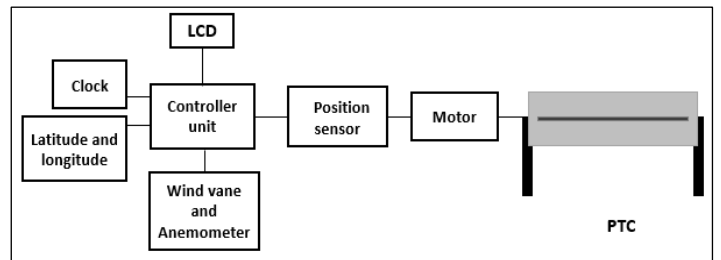 LCD
Clock
Controller
unit
Position
sensor
Motor
Latitude and
longitude
Wind vane
and
Anemometer
PTC